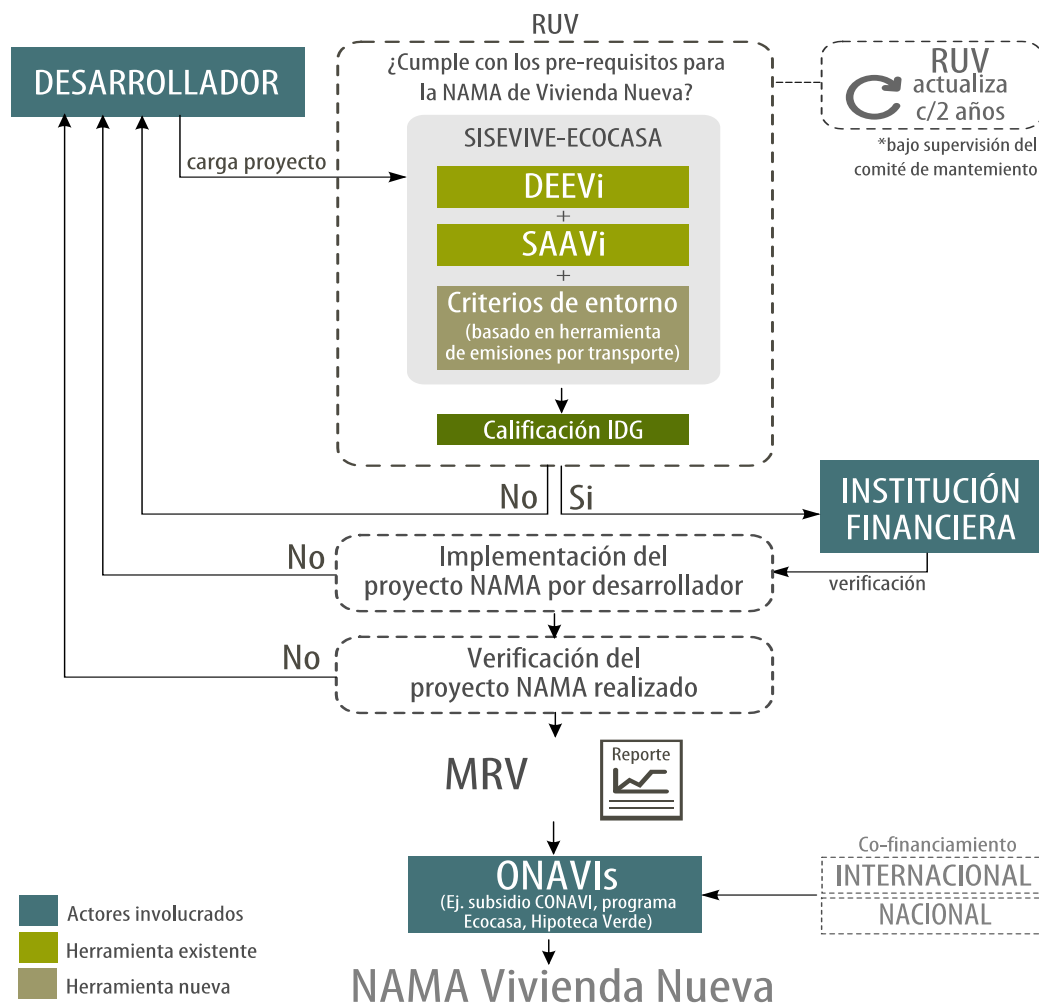 RUV
DESARROLLADOR
¿Cumple con los pre-requisitos para
la NAMA de Vivienda Nueva?
RUV
actualiza
c/2 años
*bajo supervisión del
comité de mantemiento
SISEVIVE-ECOCASA
carga proyecto
DEEVi
+
SAAVi
+
Criterios de entorno
(basado en herramienta
de emisiones por transporte)
Calificación IDG
No
Si
INSTITUCIÓN
FINANCIERA
No
Implementación del
proyecto NAMA por desarrollador
verificación
No
Verificación del
proyecto NAMA realizado
MRV
Reporte
ONAVIs
(Ej. subsidio CONAVI, programa
Ecocasa, Hipoteca Verde)
Co-financiamiento
INTERNACIONAL
NACIONAL
Actores involucrados
Herramienta existente
Herramienta nueva
NAMA Vivienda Nueva